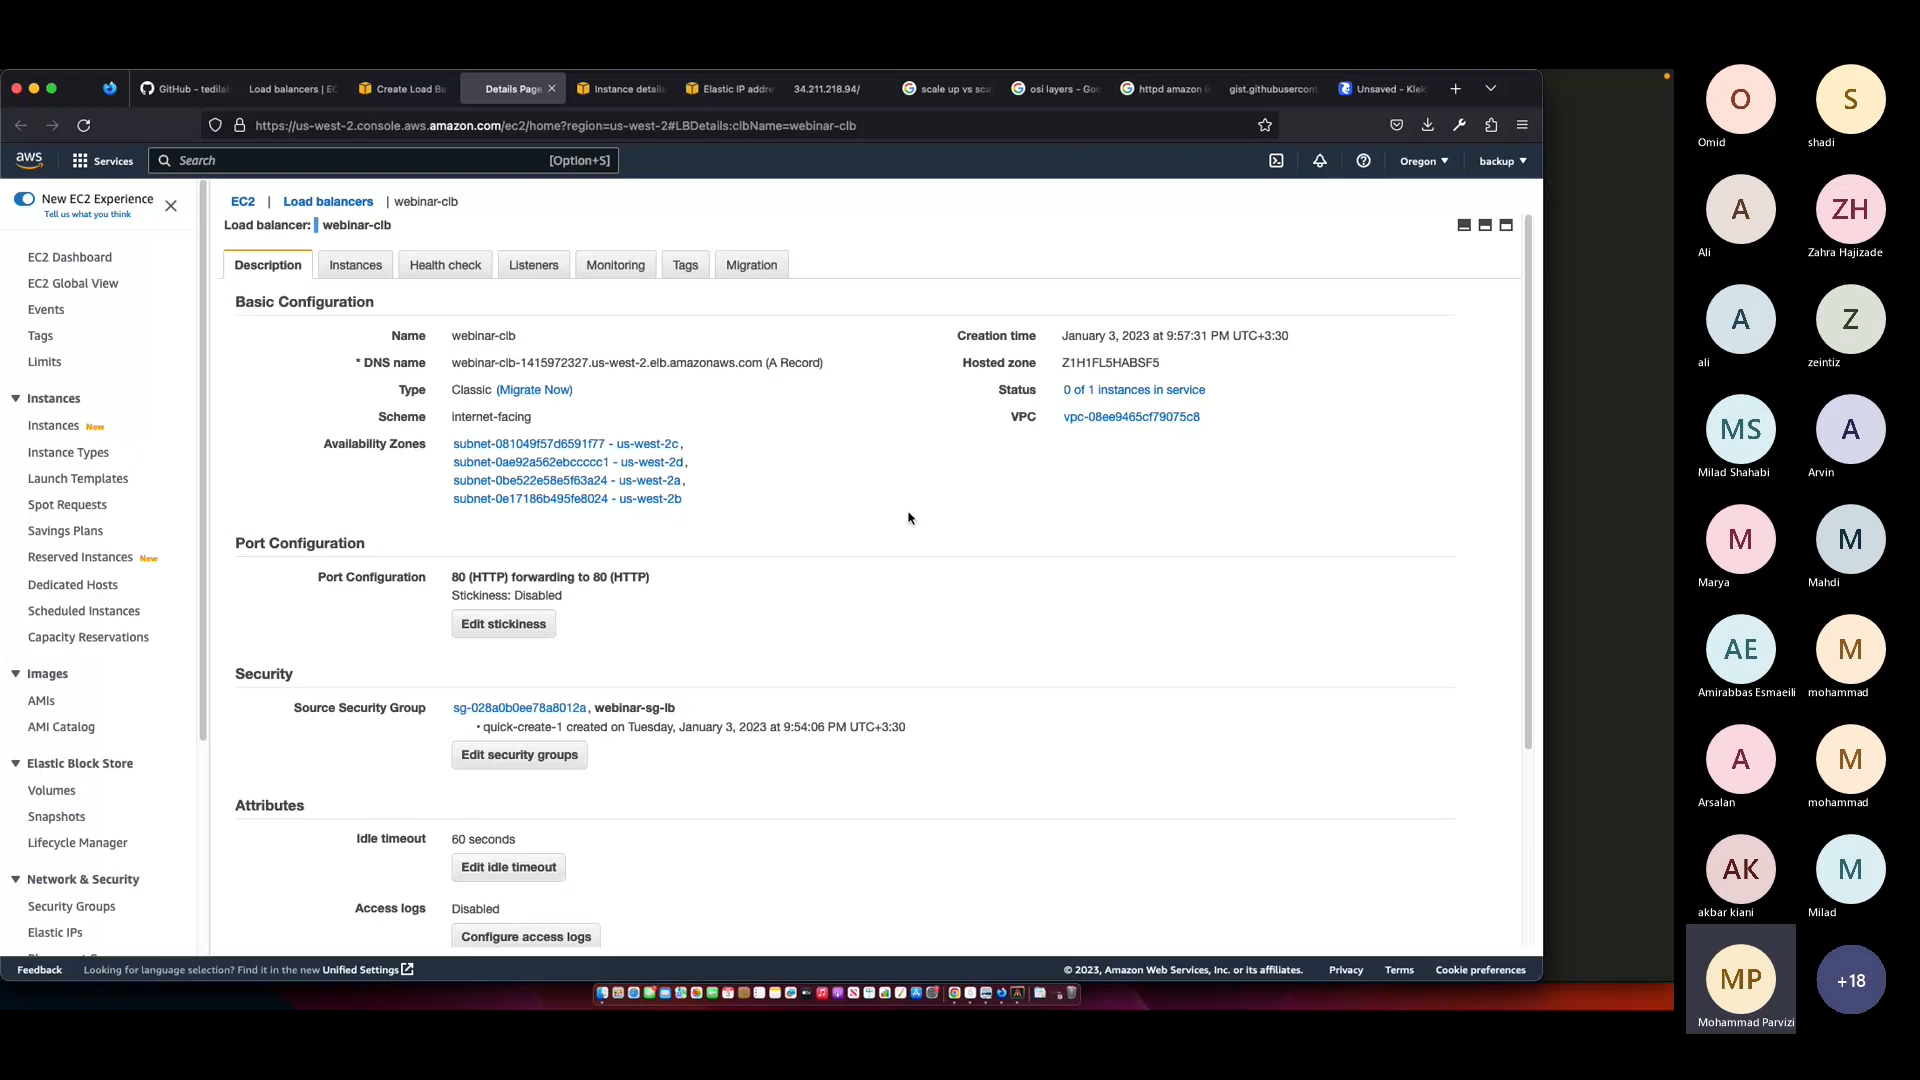 GitHub - tedila
Load balancers | EC
Create Load Ba
Details Page
Instance details
Elastic IP addre
34.211.218.94/
scale up vs sca
osi layers - Goo
httpd amazon li
gist.githubusercont
Unsaved - Klek
https://us-west-2.console.aws.amazon.com/ec2/home?region=us-west-2#LBDetails:clbName=webinar-clb
aws
Services
Search
[Option+S]
Oregon
backup
New EC2 Experience
Tell us what you think
EC2 Dashboard
EC2 Global View
Events
Tags
Limits
Instances
Instances New
Instance Types
Launch Templates
Spot Requests
Savings Plans
Reserved Instances New
Dedicated Hosts
Scheduled Instances
Capacity Reservations
Images
AMIs
AMI Catalog
Elastic Block Store
Volumes
Snapshots
Lifecycle Manager
Network & Security
Security Groups
Elastic IPs
EC2 | Load balancers | webinar-clb
Load balancer: webinar-clb
Description
Instances
Health check
Listeners
Monitoring
Tags
Migration
Basic Configuration
Name webinar-clb
* DNS name webinar-clb-1415972327.us-west-2.elb.amazonaws.com (A Record)
Type Classic (Migrate Now)
Scheme internet-facing
Availability Zones subnet-081049f57d6591f77 - us-west-2c,
subnet-0ae92a562ebccccc1 - us-west-2d,
subnet-0be522e58e5f63a24 - us-west-2a,
subnet-0e17186b495fe8024 - us-west-2b
Creation time January 3, 2023 at 9:57:31 PM UTC+3:30
Hosted zone Z1H1FL5HABSF5
Status 0 of 1 instances in service
VPC vpc-08ee9465cf79075c8
Port Configuration
Port Configuration 80 (HTTP) forwarding to 80 (HTTP)
Stickiness: Disabled
Edit stickiness
Security
Source Security Group sg-028a0b0ee78a8012a, webinar-sg-lb
• quick-create-1 created on Tuesday, January 3, 2023 at 9:54:06 PM UTC+3:30
Edit security groups
Attributes
Idle timeout 60 seconds
Edit idle timeout
Access logs Disabled
Configure access logs
Feedback
Looking for language selection? Find it in the new Unified Settings
© 2023, Amazon Web Services, Inc. or its affiliates.
Privacy
Terms
Cookie preferences
O
Omid
S
shadi
A
Ali
ZH
Zahra Hajizade
A
ali
Z
zeintiz
MS
Milad Shahabi
A
Arvin
M
Marya
M
Mahdi
AE
Amirabbas Esmaeili
M
mohammad
A
Arsalan
M
mohammad
AK
akbar kiani
M
Milad
MP
Mohammad Parvizi
+18